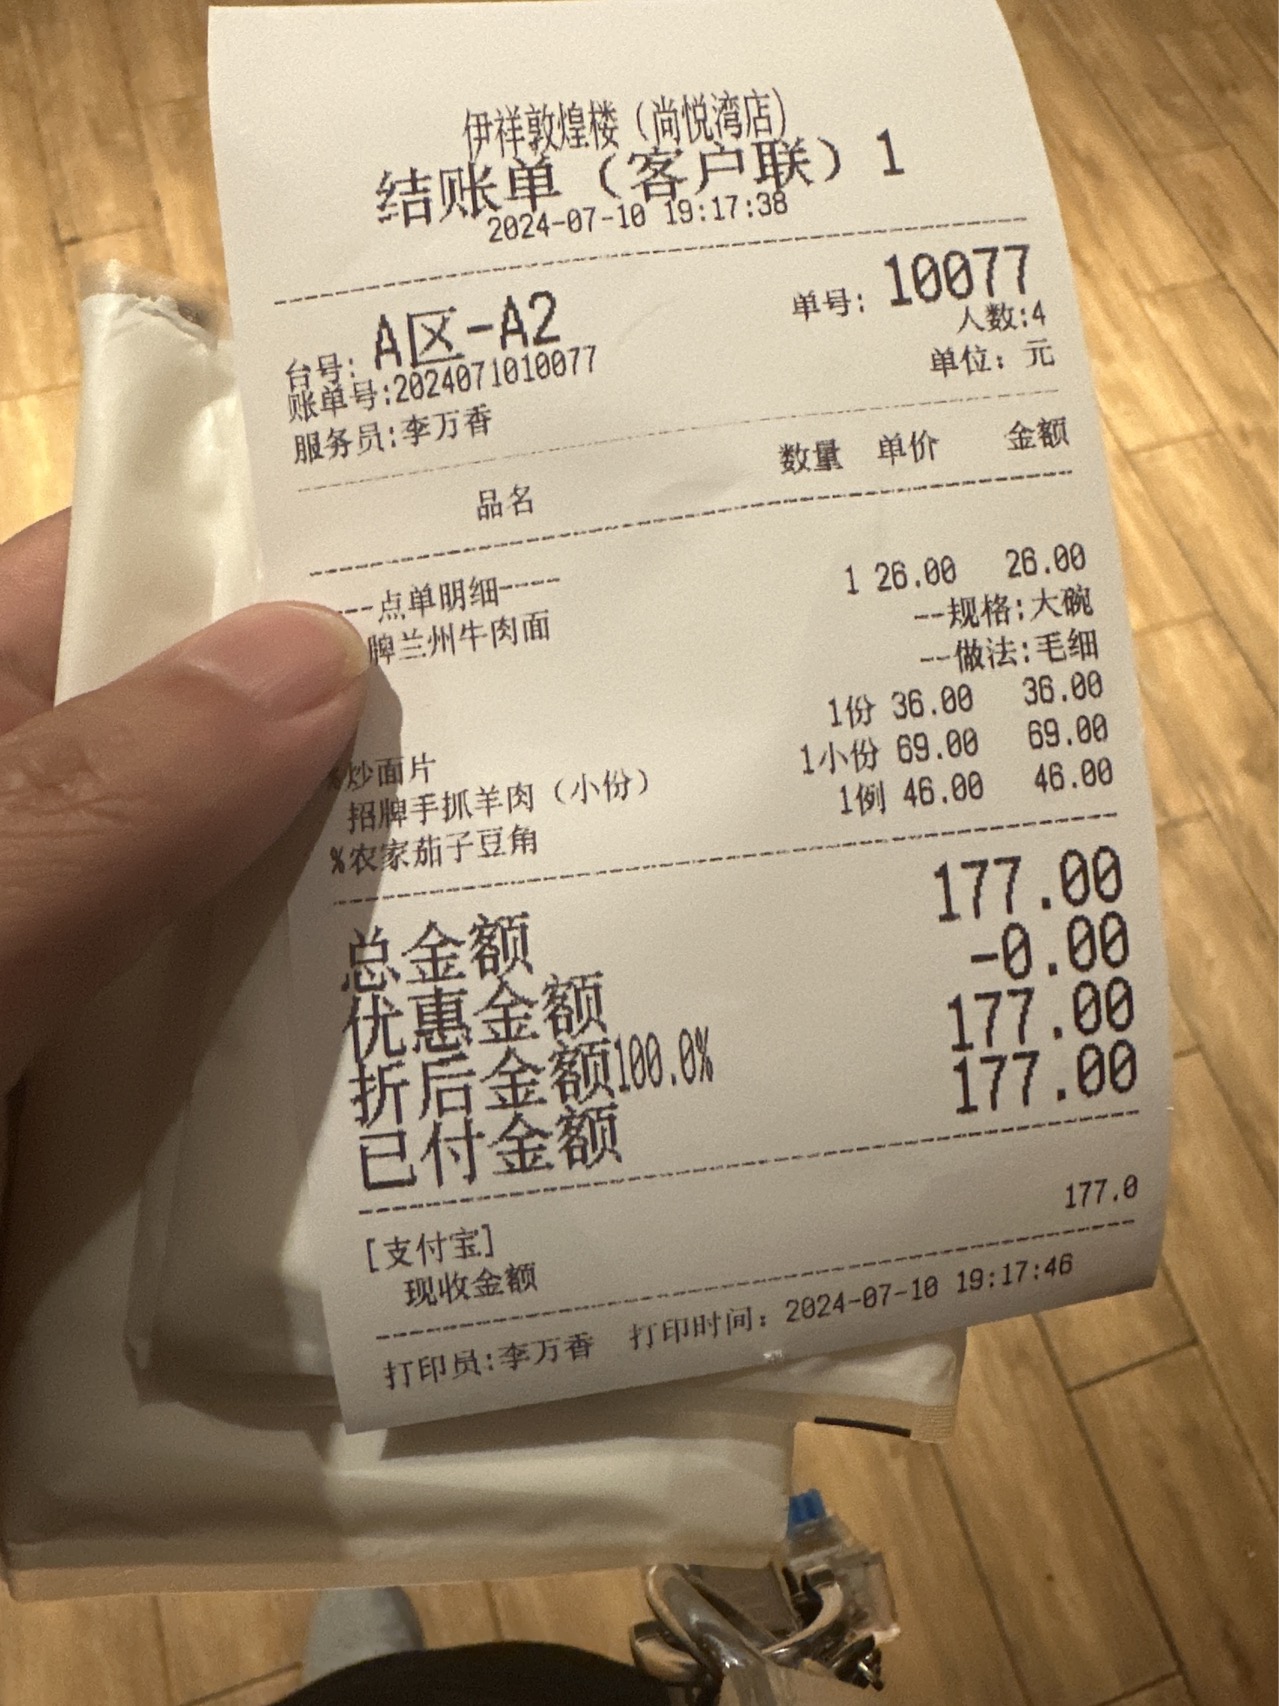 伊祥敦煌楼（尚悦湾店）
结账单（客户联）1
2024-07-10 19:17:38
台号: A区-A2 单号: 10077
账单号:2024071010077 人数:4
服务员:李万香 单位: 元
品名 数量 单价 金额
---点单明细-----
牌兰州牛肉面 1 26.00 26.00
--规格:大碗
--做法:毛细
%炒面片 1份 36.00 36.00
招牌手抓羊肉（小份） 1小份 69.00 69.00
%农家茄子豆角 1例 46.00 46.00
总金额 177.00
优惠金额 -0.00
折后金额100.0% 177.00
已付金额 177.00
[支付宝] 177.0
现收金额
打印员:李万香 打印时间: 2024-07-10 19:17:46